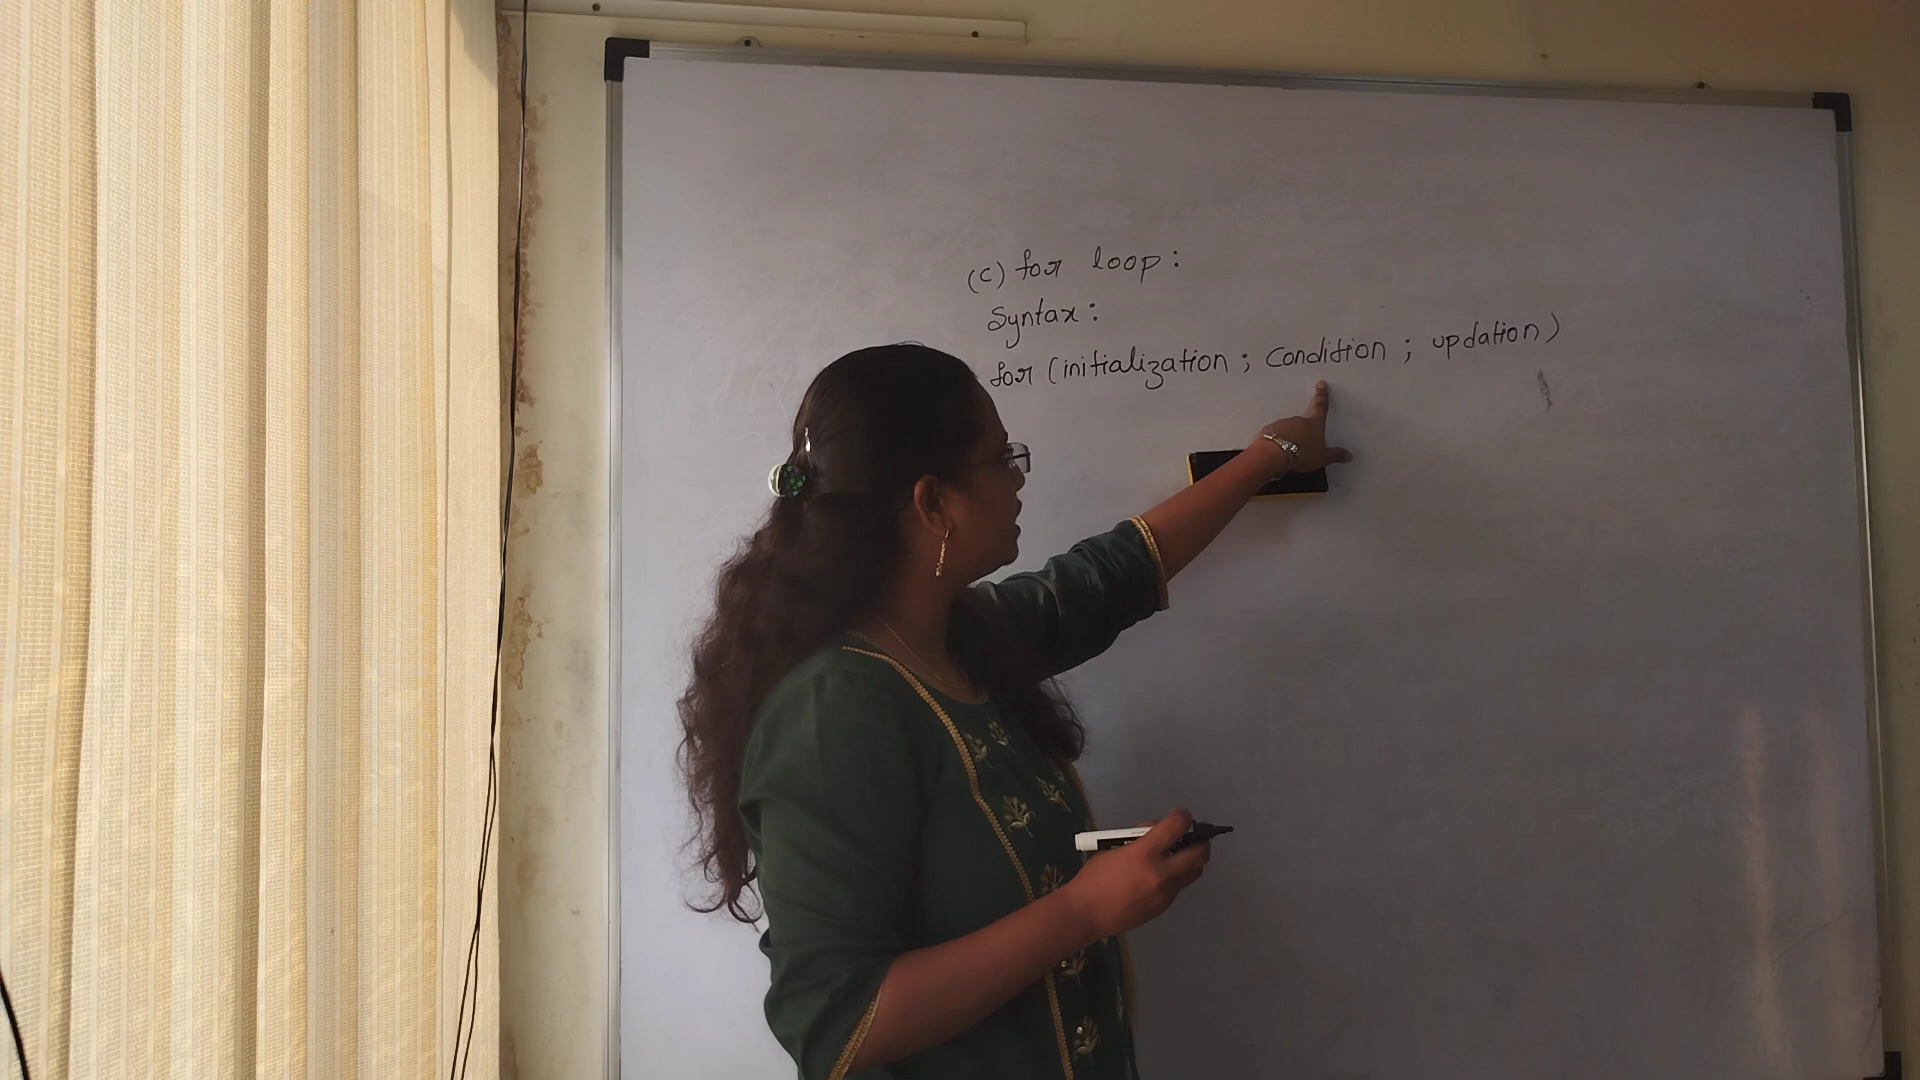 (c) for loop :
Syntax :
for (initialization ; Condition ; updation)